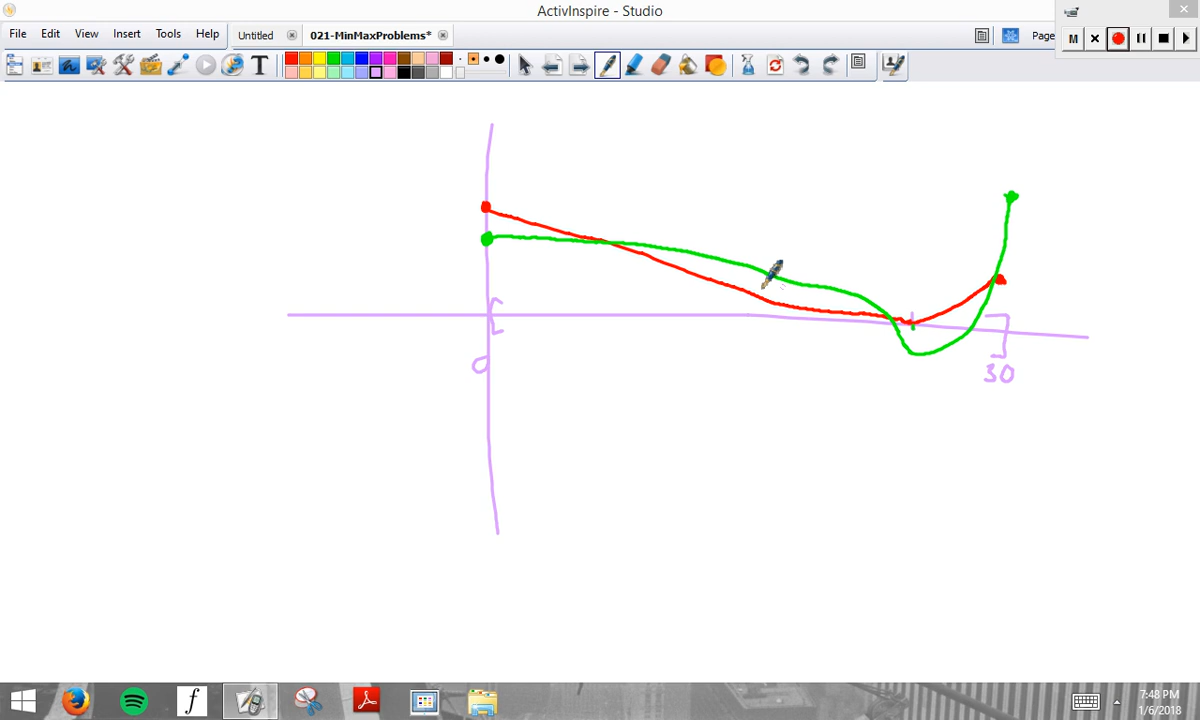 ActivInspire - Studio
File Edit View Insert Tools Help
Untitled
021-MinMaxProblems*
Page
M
T
0
30
f
7:48 PM
1/6/2018